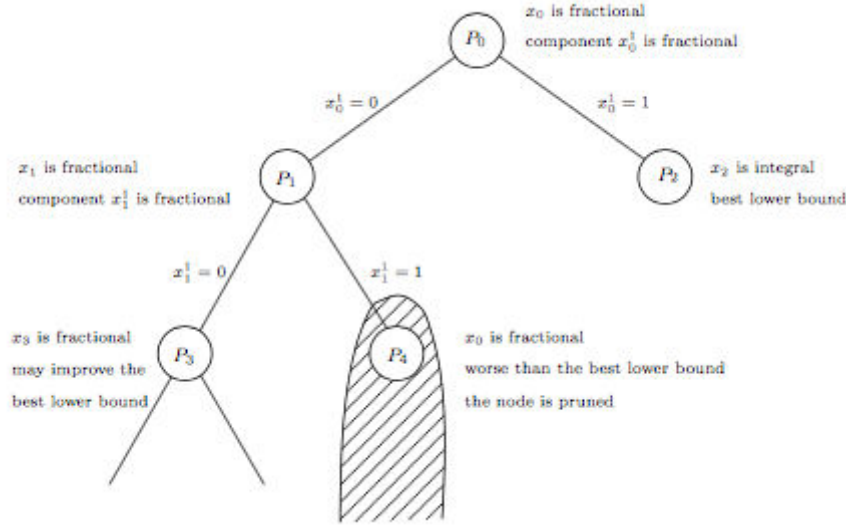 x₀ is fractional
P₀
component x₀¹ is fractional
x₀¹ = 0
x₀¹ = 1
x₁ is fractional
P₁
P₂
x₂ is integral
component x₁¹ is fractional
best lower bound
x₁¹ = 0
x₁¹ = 1
x₃ is fractional
P₃
P₄
x₀ is fractional
may improve the
worse than the best lower bound
best lower bound
the node is pruned